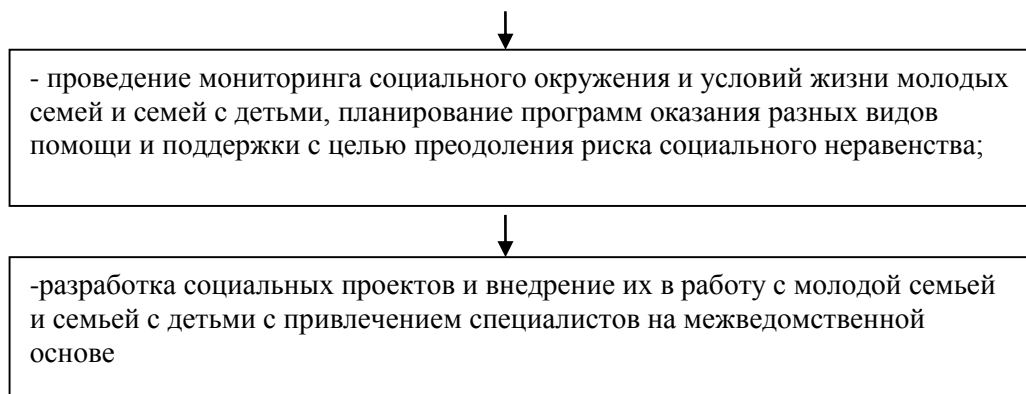 - проведение мониторинга социального окружения и условий жизни молодых
семей и семей с детьми, планирование программ оказания разных видов
помощи и поддержки с целью преодоления риска социального неравенства;
-разработка социальных проектов и внедрение их в работу с молодой семьей
и семьей с детьми с привлечением специалистов на межведомственной
основе